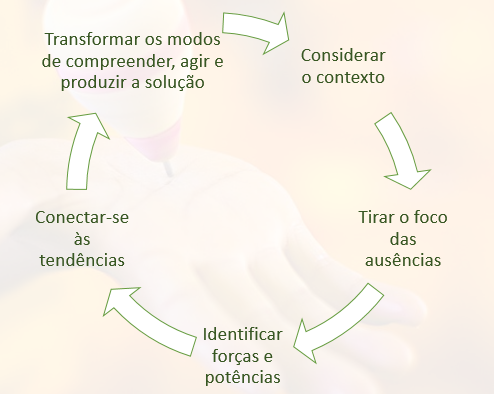 Transformar os modos
de compreender, agir e
produzir a solução
Considerar
o contexto
Tirar o foco
das
ausências
Identificar
forças e
potências
Conectar-se
às
tendências